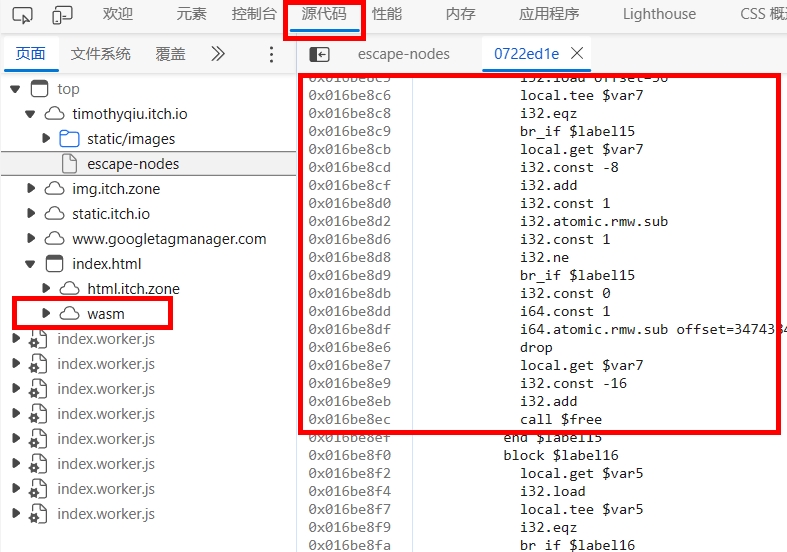 欢迎 元素 控制台 源代码 性能 内存 应用程序 Lighthouse CSS 概
页面 文件系统 覆盖
escape-nodes 0722ed1e
top
timothyqiu.itch.io
static/images
escape-nodes
img.itch.zone
static.itch.io
www.googletagmanager.com
index.html
html.itch.zone
wasm
index.worker.js
index.worker.js
index.worker.js
index.worker.js
index.worker.js
index.worker.js
index.worker.js
index.worker.js
0x016be8c3 i32.load offset=56
0x016be8c6 local.tee $var7
0x016be8c8 i32.eqz
0x016be8c9 br_if $label15
0x016be8cb local.get $var7
0x016be8cd i32.const -8
0x016be8cf i32.add
0x016be8d0 i32.const 1
0x016be8d2 i32.atomic.rmw.sub
0x016be8d6 i32.const 1
0x016be8d8 i32.ne
0x016be8d9 br_if $label15
0x016be8db i32.const 0
0x016be8dd i64.const 1
0x016be8df i64.atomic.rmw.sub offset=3474384
0x016be8e6 drop
0x016be8e7 local.get $var7
0x016be8e9 i32.const -16
0x016be8eb i32.add
0x016be8ec call $free
0x016be8ef end $label15
0x016be8f0 block $label16
0x016be8f2 local.get $var5
0x016be8f4 i32.load
0x016be8f7 local.tee $var5
0x016be8f9 i32.eqz
0x016be8fa br_if $label16